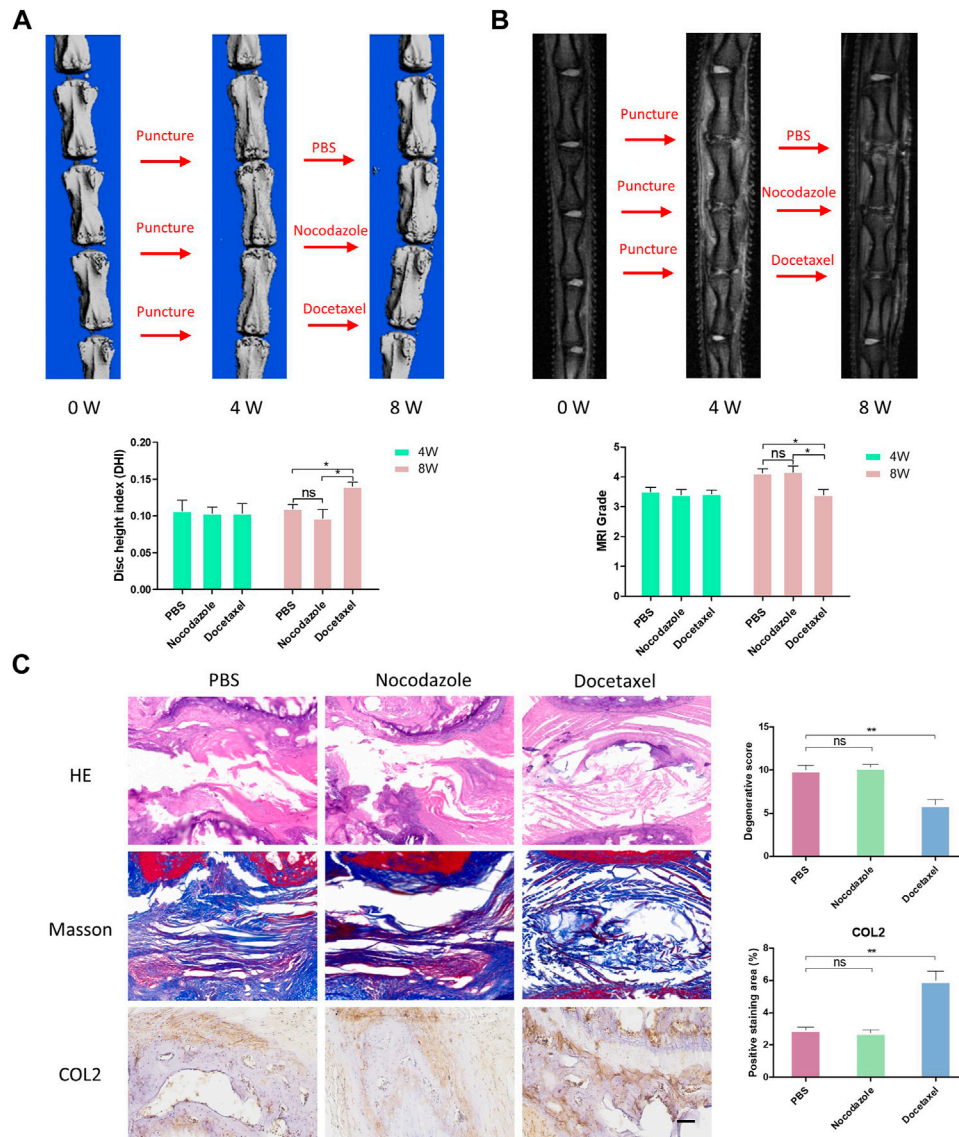 A
Puncture
PBS
Puncture
Nocodazole
Puncture
Docetaxel
0 W
4 W
8 W
Disc height index (DHI)
0.20
0.15
0.10
0.05
0.00
4W
8W
*
*
ns
PBS
Nocodazole
Docetaxel
PBS
Nocodazole
Docetaxel
B
Puncture
PBS
Puncture
Nocodazole
Puncture
Docetaxel
0 W
4 W
8 W
MRI Grade
5
4
3
2
1
0
4W
8W
*
ns
*
PBS
Nocodazole
Docetaxel
PBS
Nocodazole
Docetaxel
C
PBS
Nocodazole
Docetaxel
HE
Masson
COL2
Degenerative score
15
10
5
0
**
ns
PBS
Nocodazole
Docetaxel
COL2
Positive staining area (%)
8
6
4
2
0
**
ns
PBS
Nocodazole
Docetaxel